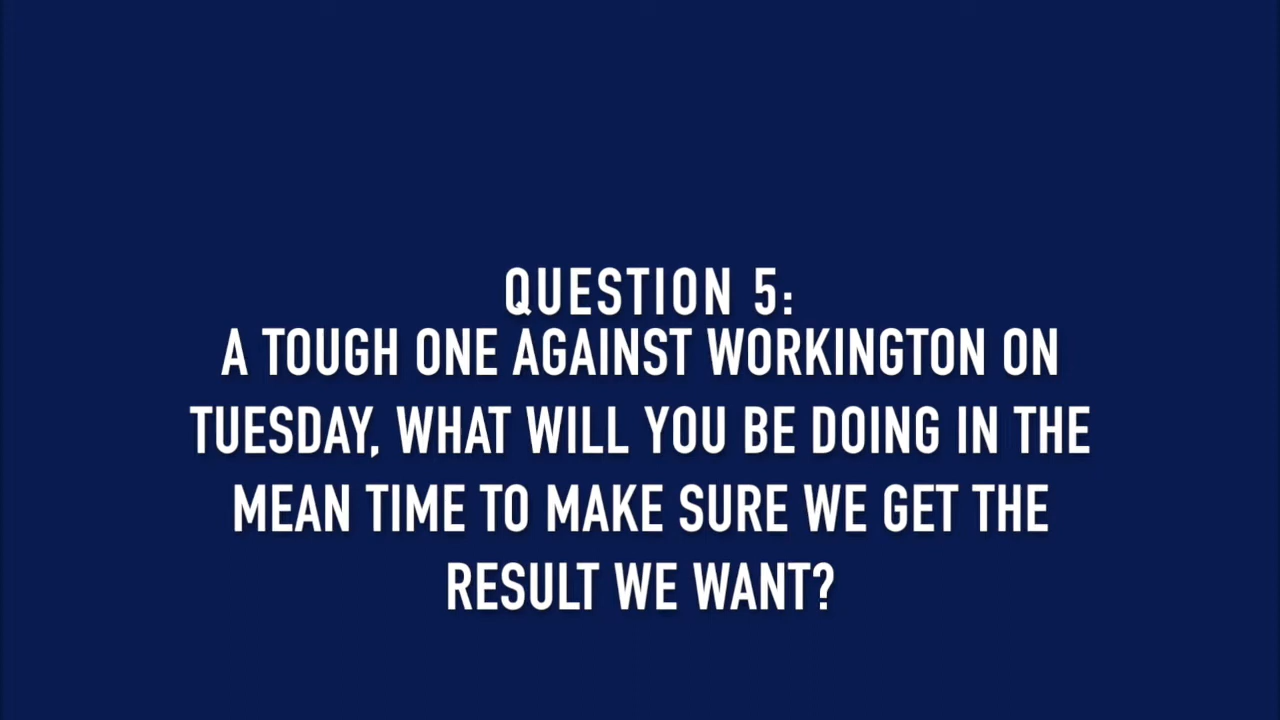 QUESTION 5:
A TOUGH ONE AGAINST WORKINGTON ON
TUESDAY, WHAT WILL YOU BE DOING IN THE
MEAN TIME TO MAKE SURE WE GET THE
RESULT WE WANT?